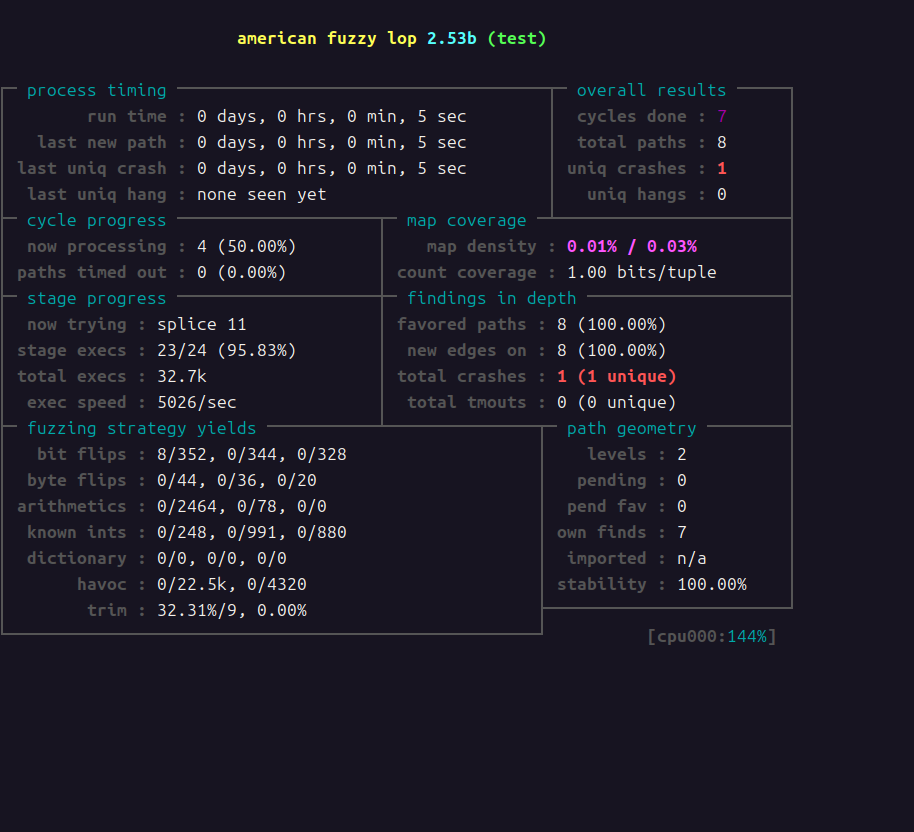 american fuzzy lop 2.53b (test)
process timing overall results
run time : 0 days, 0 hrs, 0 min, 5 sec cycles done : 7
last new path : 0 days, 0 hrs, 0 min, 5 sec total paths : 8
last uniq crash : 0 days, 0 hrs, 0 min, 5 sec uniq crashes : 1
last uniq hang : none seen yet uniq hangs : 0
cycle progress map coverage
now processing : 4 (50.00%) map density : 0.01% / 0.03%
paths timed out : 0 (0.00%) count coverage : 1.00 bits/tuple
stage progress findings in depth
now trying : splice 11 favored paths : 8 (100.00%)
stage execs : 23/24 (95.83%) new edges on : 8 (100.00%)
total execs : 32.7k total crashes : 1 (1 unique)
exec speed : 5026/sec total tmouts : 0 (0 unique)
fuzzing strategy yields path geometry
bit flips : 8/352, 0/344, 0/328 levels : 2
byte flips : 0/44, 0/36, 0/20 pending : 0
arithmetics : 0/2464, 0/78, 0/0 pend fav : 0
known ints : 0/248, 0/991, 0/880 own finds : 7
dictionary : 0/0, 0/0, 0/0 imported : n/a
havoc : 0/22.5k, 0/4320 stability : 100.00%
trim : 32.31%/9, 0.00%
[cpu000:144%]